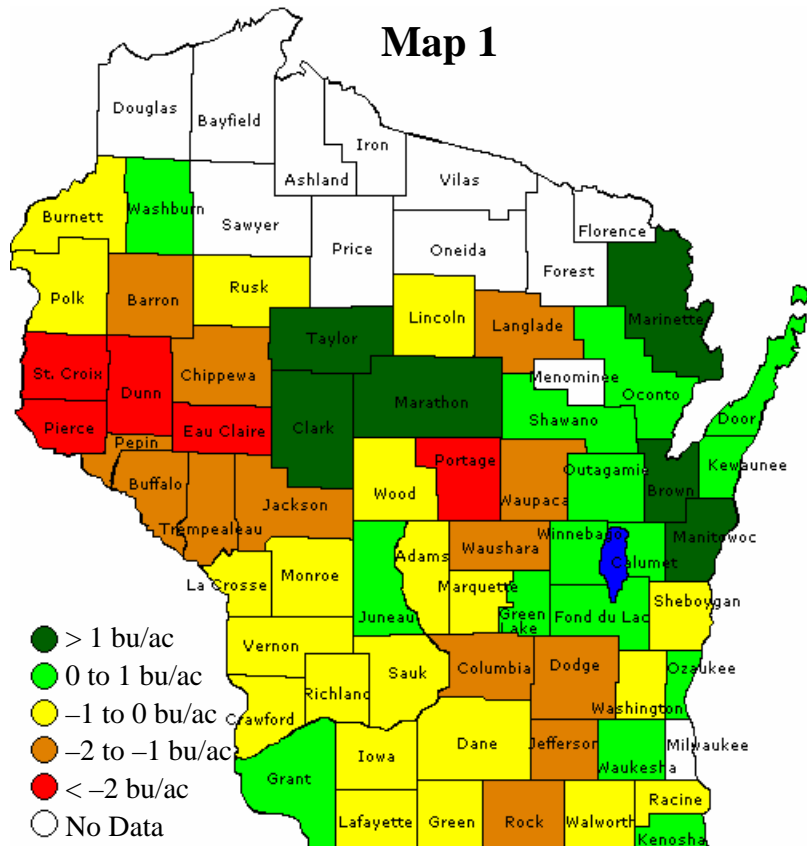 Map 1
Douglas
Bayfield
Iron
Ashland
Vilas
Washburn
Burnett
Sawyer
Florence
Price
Oneida
Forest
Polk
Barron
Rusk
Lincoln
Langlade
Marinette
Taylor
St. Croix
Chippewa
Menominee
Dunn
Oconto
Marathon
Shawano
Door
Pierce
Eau Claire
Clark
Pepin
Portage
Outagamie
Kewaunee
Buffalo
Wood
Waupaca
Brown
Jackson
Trempealeau
Winnebago
Manitowoc
Adams
Waushara
Calumet
La Crosse
Monroe
Marquette
Sheboygan
Juneau
Green
Lake
Fond du Lac
> 1 bu/ac
Vernon
0 to 1 bu/ac
Sauk
Columbia
Dodge
Ozaukee
Richland
–1 to 0 bu/ac
Crawford
Washington
–2 to –1 bu/ac
Iowa
Dane
Jefferson
Milwaukee
Waukesha
Grant
< –2 bu/ac
Racine
No Data
Lafayette
Green
Rock
Walworth
Kenosha